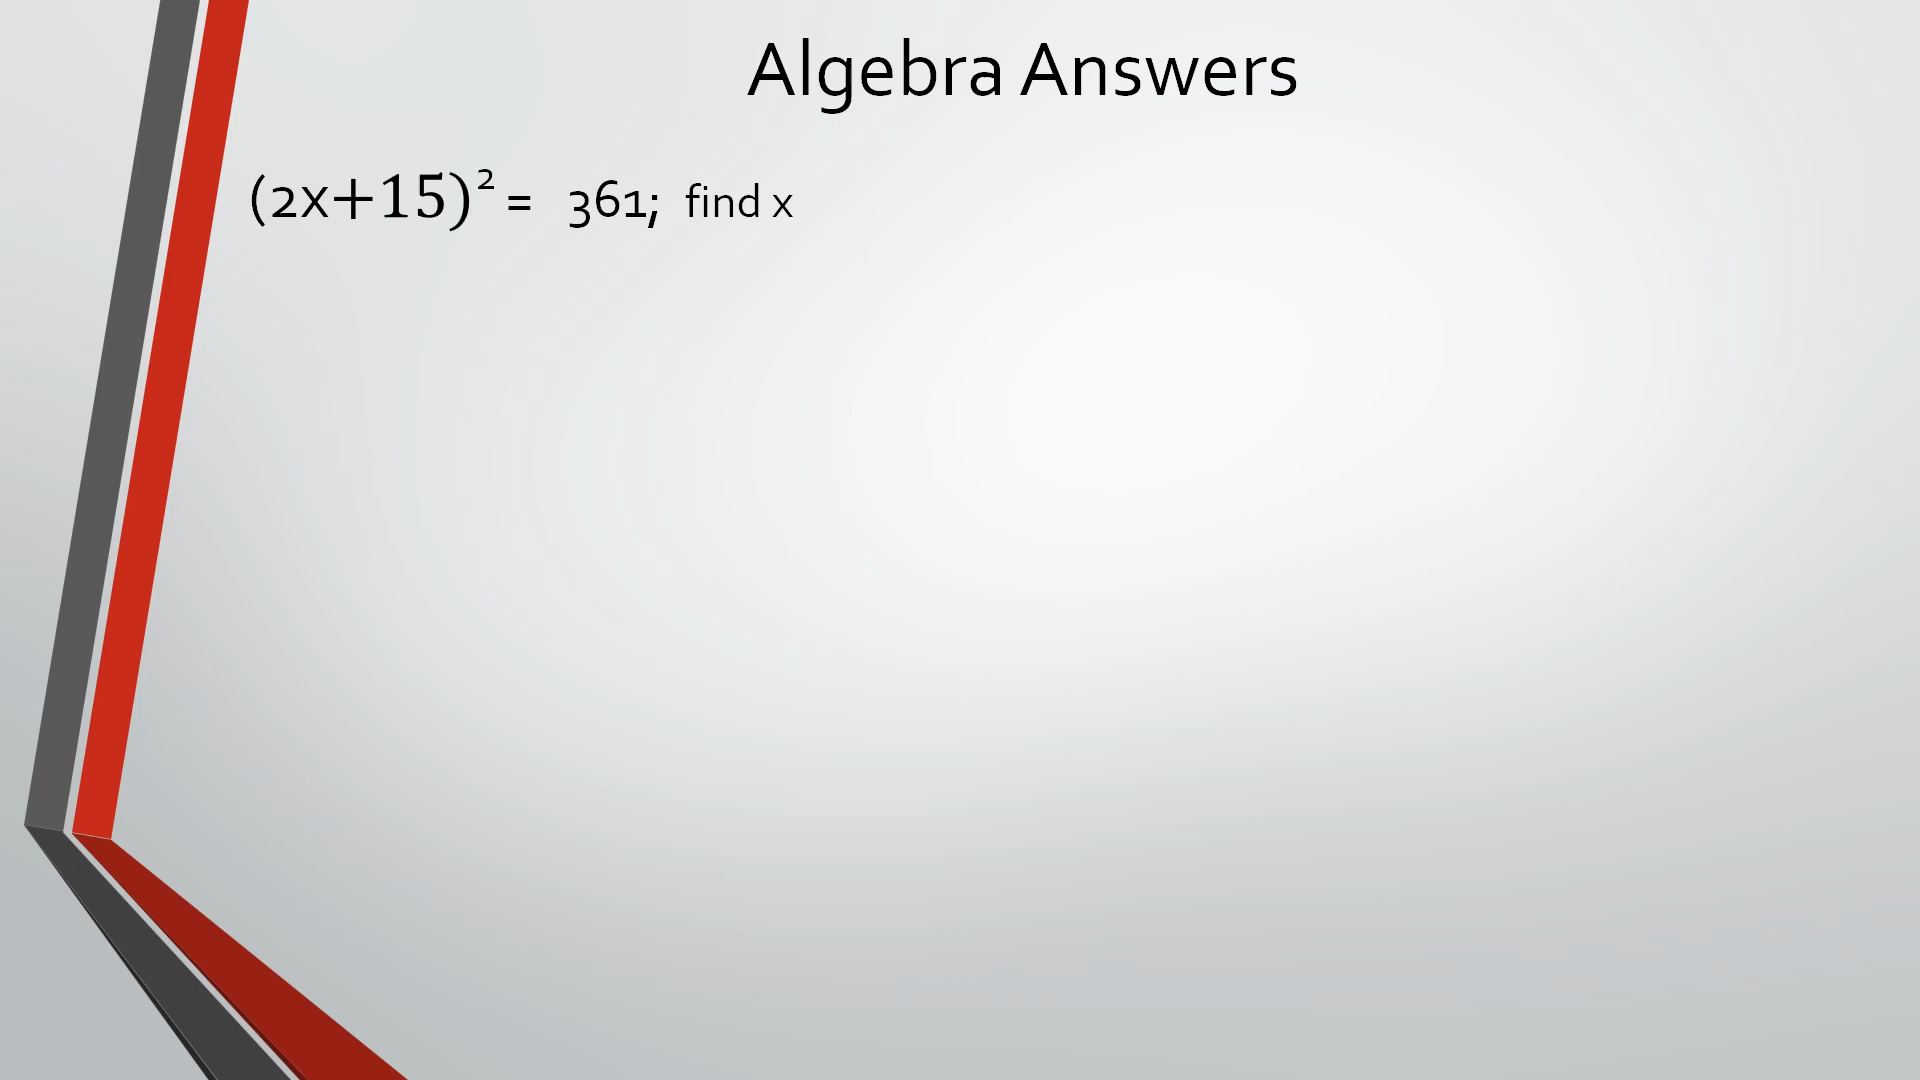 Algebra Answers
(2x+15)² = 361; find x